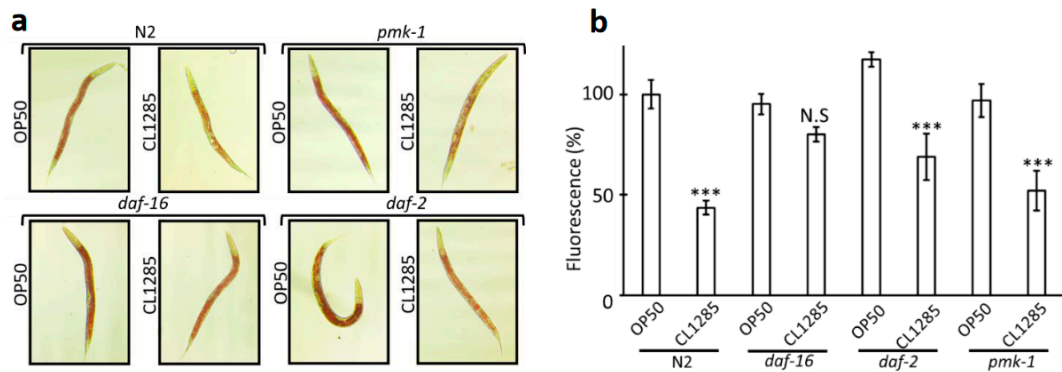 a
N2
pmk-1
OP50
CL1285
OP50
CL1285
daf-16
daf-2
OP50
CL1285
OP50
CL1285
b
Fluorescence (%)
100
50
0
***
N.S
***
***
OP50
CL1285
OP50
CL1285
OP50
CL1285
OP50
CL1285
N2
daf-16
daf-2
pmk-1